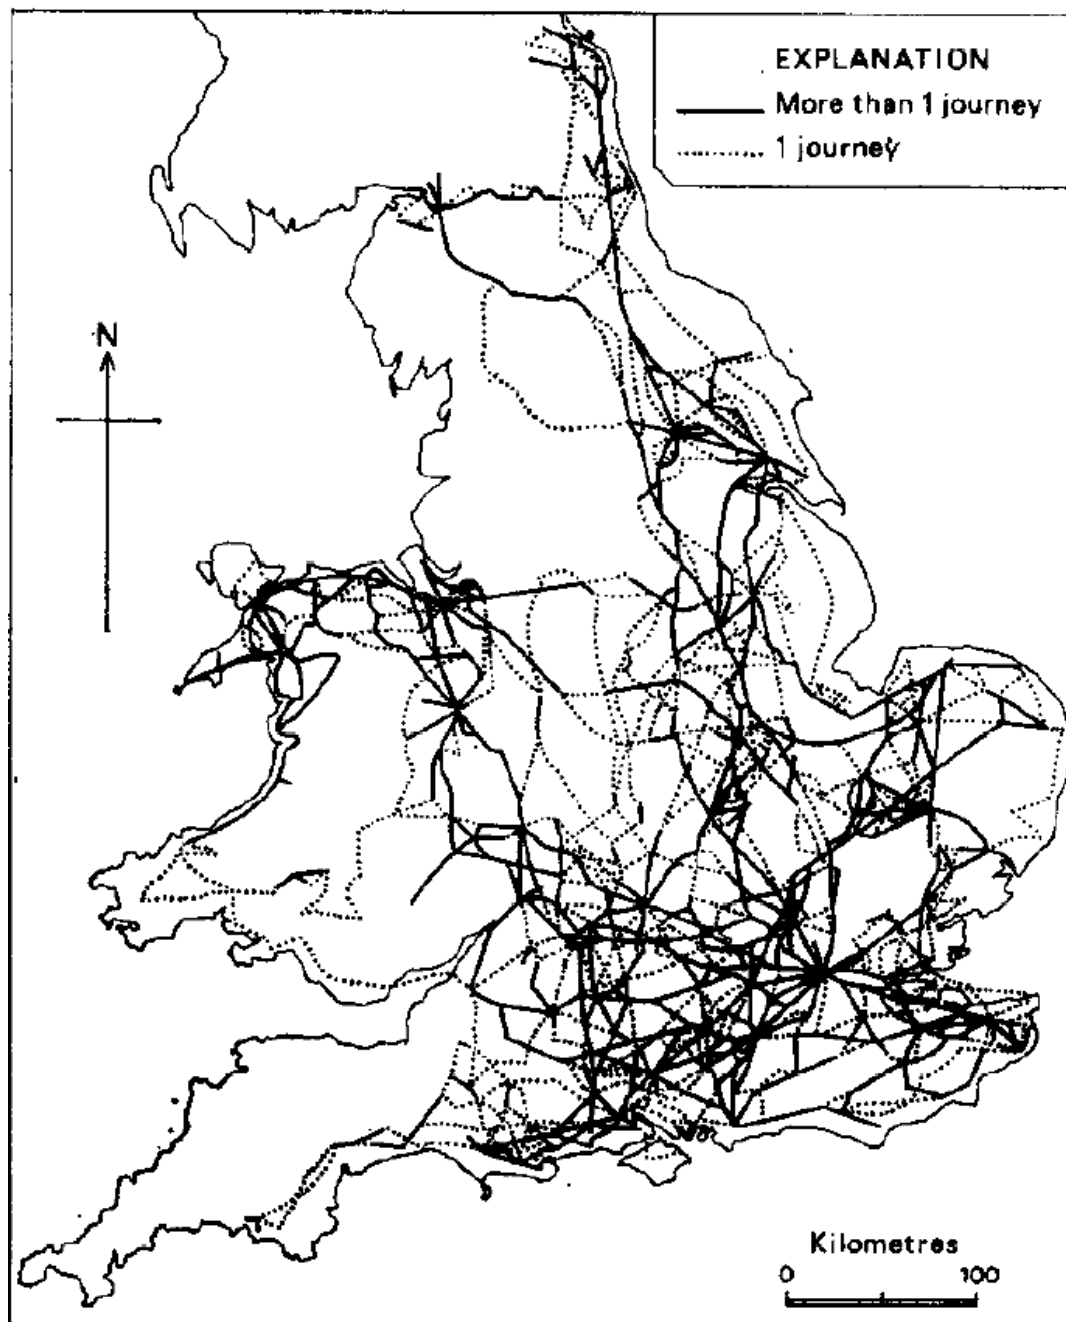 EXPLANATION
More than 1 journey
1 journey
N
Kilometres
0 100